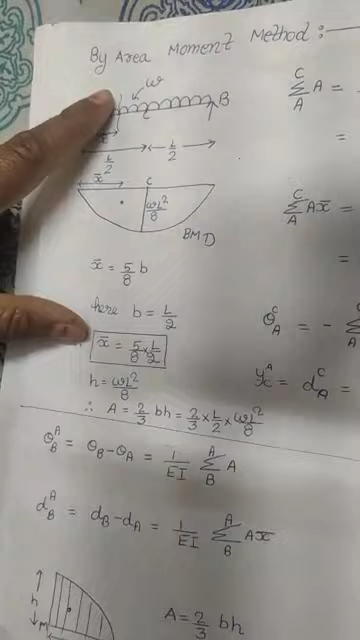 By Area Moment Method :-
w
B
L/2
L/2
x̄
C
wL²/8
BMD
x̄ = 5/8 b
here b = L/2
x̄ = 5/8 × L/2
h = wL²/8
∴ A = 2/3 bh = 2/3 × L/2 × wL²/8
θ_B^A = θ_B - θ_A = 1/EI Σ_B^A A
d_B^A = d_B - d_A = 1/EI Σ_B^A Ax̄
h
M
A = 2/3 bh
Σ_A^C A =
=
Σ_A^C Ax̄ =
=
θ_A^C = - Σ
y_C^A = d_A^C =
=